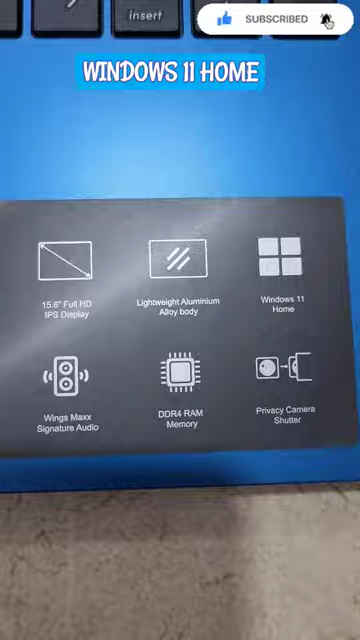 insert
SUBSCRIBED
WINDOWS 11 HOME
15.6" Full HD
IPS Display
Lightweight Aluminium
Alloy body
Windows 11
Home
Wings Maxx
Signature Audio
DDR4 RAM
Memory
Privacy Camera
Shutter